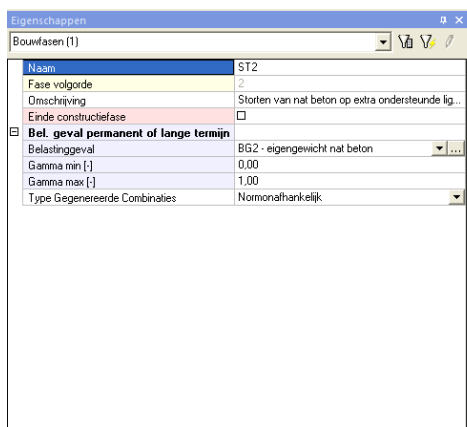 Eigenschappen
Bouwfasen (1)
Naam ST2
Fase volgorde 2
Omschrijving Storten van nat beton op extra ondersteunde lig...
Einde constructiefase
Bel. geval permanent of lange termijn
Belastinggeval BG2 - eigengewicht nat beton ...
Gamma min [-] 0,00
Gamma max [-] 1,00
Type Gegenereerde Combinaties Normonafhankelijk